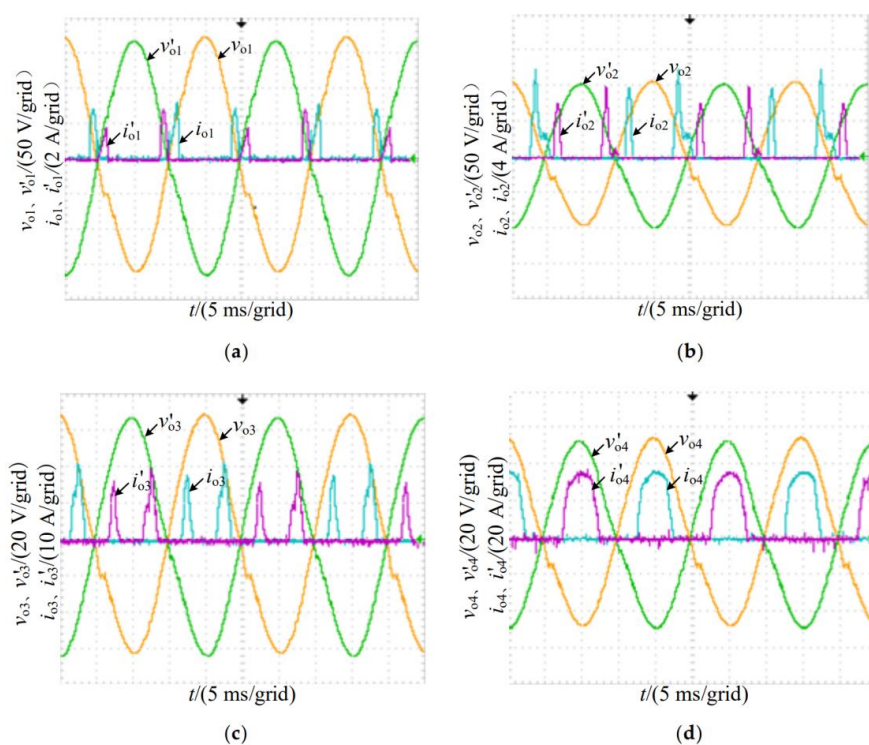 v'o1
vo1
i'o1
io1
vo1、v'o1/(50 V/grid)
io1、i'o1/(2 A/grid)
t/(5 ms/grid)
(a)
v'o2
vo2
i'o2
io2
vo2、v'o2/(50 V/grid)
io2、i'o2/(4 A/grid)
t/(5 ms/grid)
(b)
v'o3
vo3
i'o3
io3
vo3、v'o3/(20 V/grid)
io3、i'o3/(10 A/grid)
t/(5 ms/grid)
(c)
v'o4
vo4
i'o4
io4
vo4、v'o4/(20 V/grid)
io4、i'o4/(20 A/grid)
t/(5 ms/grid)
(d)